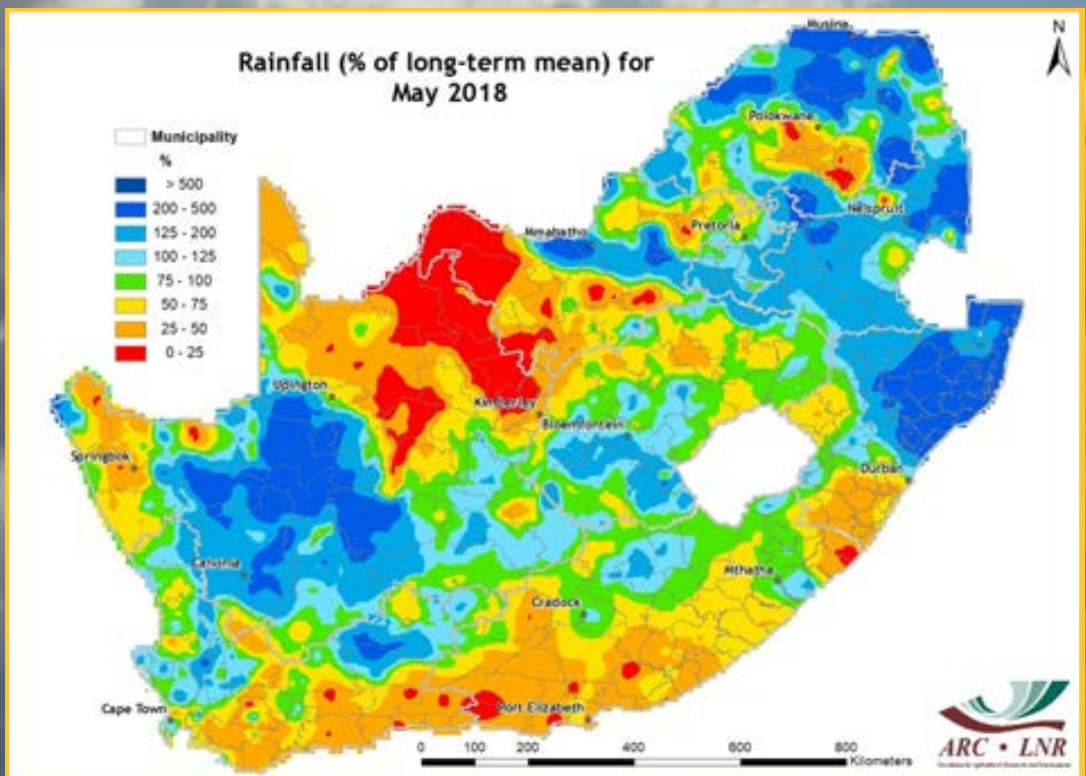 Musina
N
Rainfall (% of long-term mean) for
May 2018
Polokwane
Municipality
%
> 500
200 - 500
125 - 200
100 - 125
75 - 100
50 - 75
25 - 50
0 - 25
Nelspruit
Pretoria
Mmabatho
Upington
Kimberley
Bloemfontein
Springbok
Durban
Calvinia
Mthatha
Cradock
Cape Town
Port Elizabeth
0 100 200 400 600 800
Kilometers
ARC • LNR